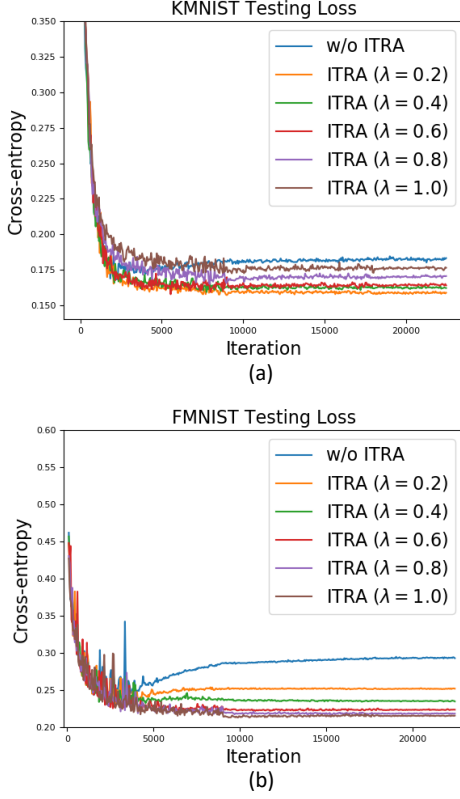 KMNIST Testing Loss
0.350
0.325
0.300
0.275
0.250
0.225
0.200
0.175
0.150
Cross-entropy
w/o ITRA
ITRA (λ = 0.2)
ITRA (λ = 0.4)
ITRA (λ = 0.6)
ITRA (λ = 0.8)
ITRA (λ = 1.0)
0 5000 10000 15000 20000
Iteration
(a)
FMNIST Testing Loss
0.60
0.55
0.50
0.45
0.40
0.35
0.30
0.25
0.20
Cross-entropy
w/o ITRA
ITRA (λ = 0.2)
ITRA (λ = 0.4)
ITRA (λ = 0.6)
ITRA (λ = 0.8)
ITRA (λ = 1.0)
0 5000 10000 15000 20000
Iteration
(b)